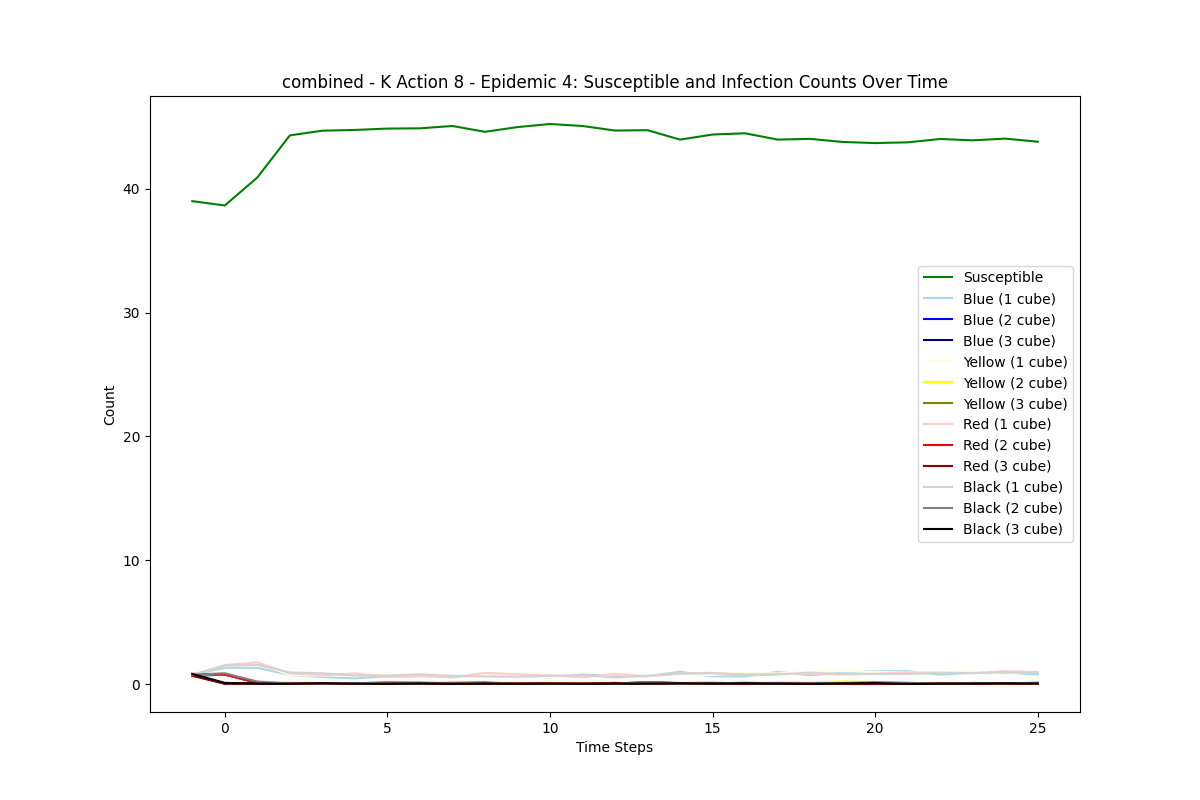 combined - K Action 8 - Epidemic 4: Susceptible and Infection Counts Over Time
Count
40
30
20
10
0
Susceptible
Blue (1 cube)
Blue (2 cube)
Blue (3 cube)
Yellow (1 cube)
Yellow (2 cube)
Yellow (3 cube)
Red (1 cube)
Red (2 cube)
Red (3 cube)
Black (1 cube)
Black (2 cube)
Black (3 cube)
0 5 10 15 20 25
Time Steps